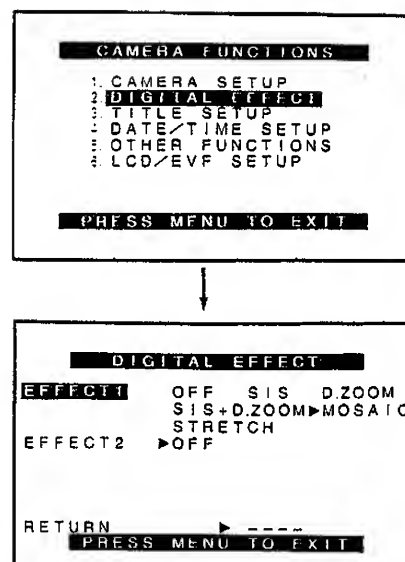 CAMERA FUNCTIONS
1. CAMERA SETUP
2. DIGITAL EFFECT
3. TITLE SETUP
4. DATE/TIME SETUP
5. OTHER FUNCTIONS
6. LCD/EVF SETUP
PRESS MENU TO EXIT
DIGITAL EFFECT
EFFECT1 OFF SIS D.ZOOM
SIS+D.ZOOM▶MOSAIC
STRETCH
EFFECT2 ▶OFF
RETURN ▶ ----
PRESS MENU TO EXIT